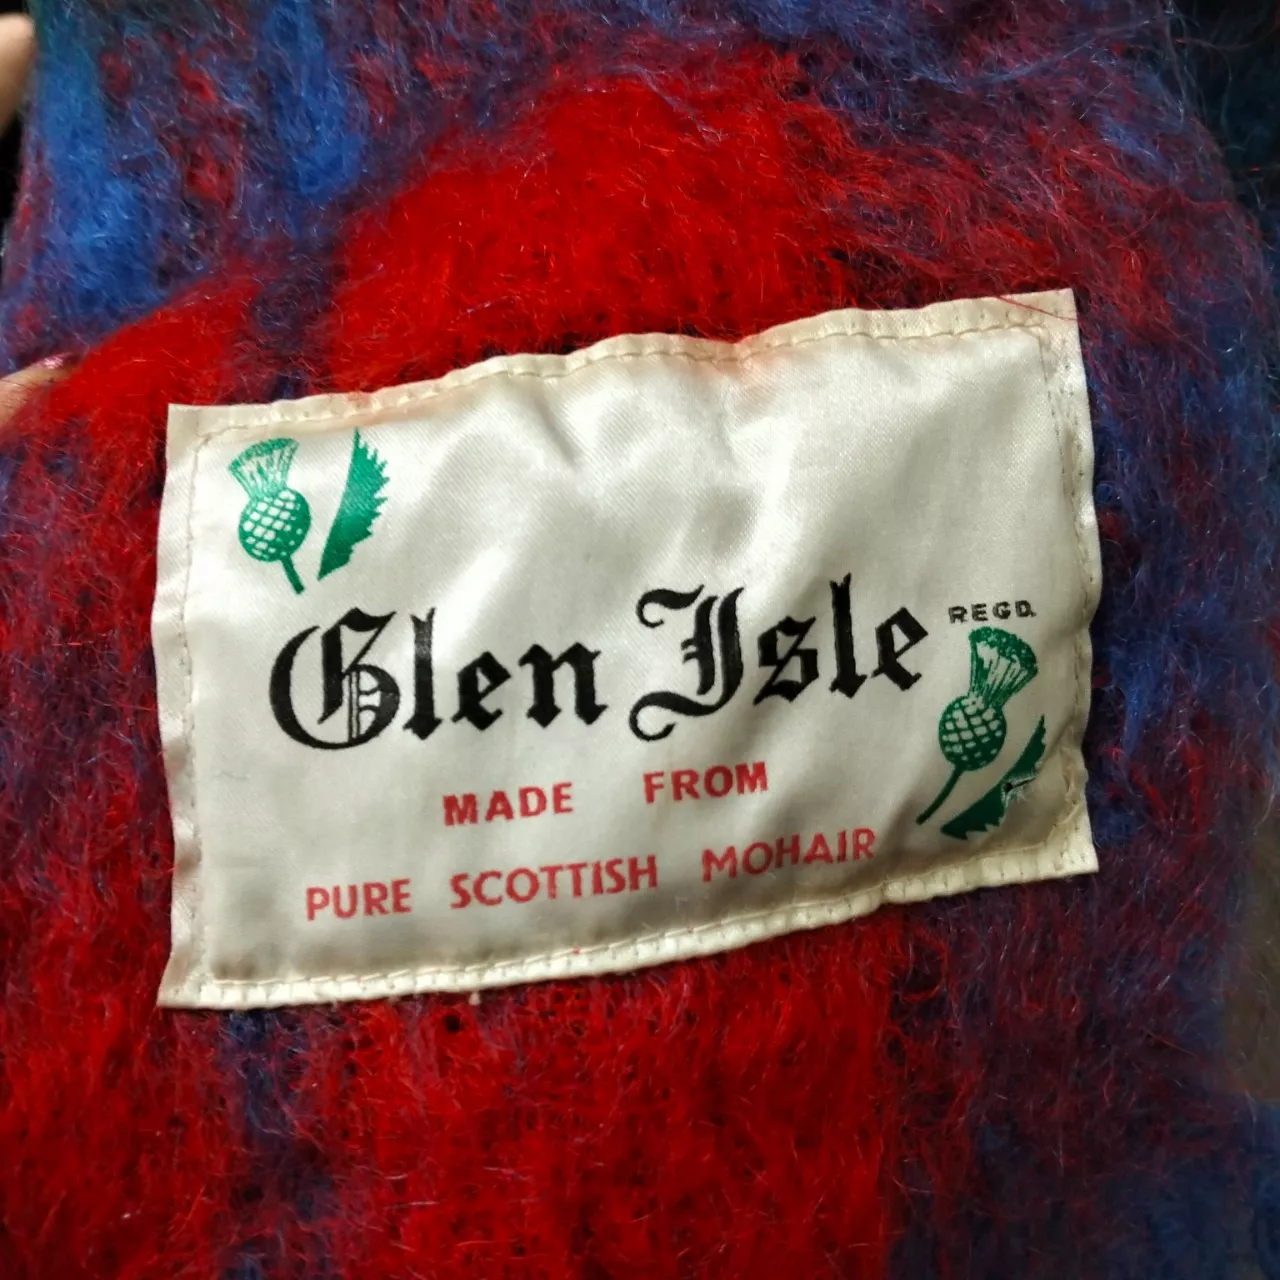 Glen Isle REGD.
MADE FROM
PURE SCOTTISH MOHAIR